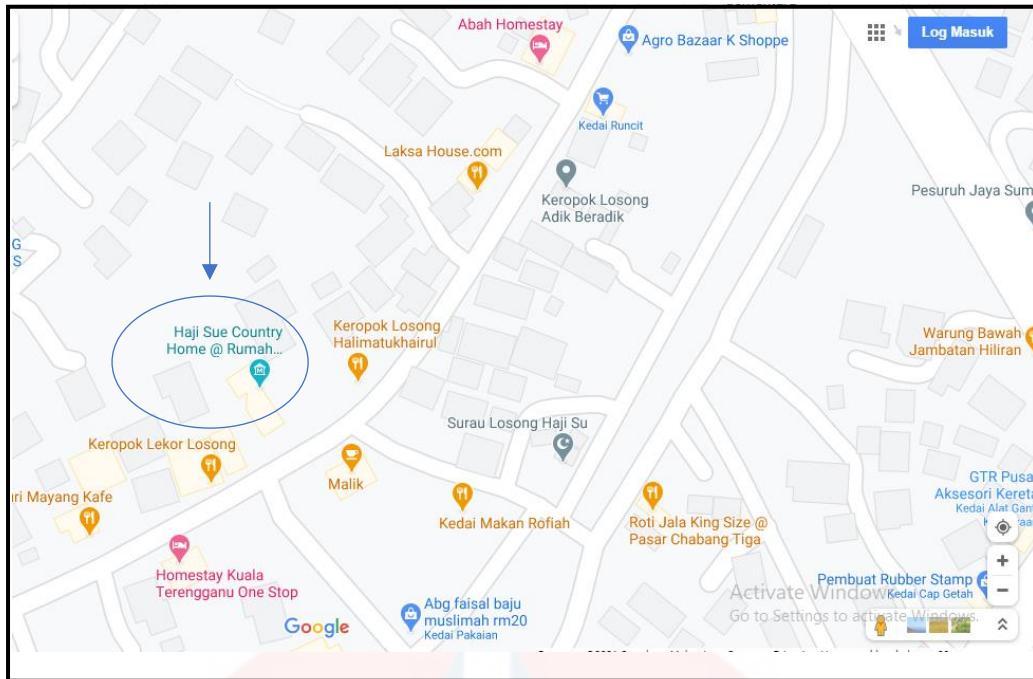 Abah Homestay
Agro Bazaar K Shoppe
Log Masuk
Kedai Runcit
Laksa House.com
Keropok Losong
Adik Beradik
Pesuruh Jaya Sum
G
S
Haji Sue Country
Home @ Rumah...
Keropok Losong
Halimatukhairul
Warung Bawah
Jambatan Hiliran
Surau Losong Haji Su
Keropok Lekor Losong
Malik
ri Mayang Kafe
Kedai Makan Rofiah
Roti Jala King Size @
Pasar Chabang Tiga
GTR Pusa
Aksesori Kereta
Kedai Alat Gant
Homestay Kuala
Terengganu One Stop
Pembuat Rubber Stamp
Kedai Cap Getah
Activate Windows
Go to Settings to activate Windows.
Abg faisal baju
muslimah rm20
Kedai Pakaian
Google